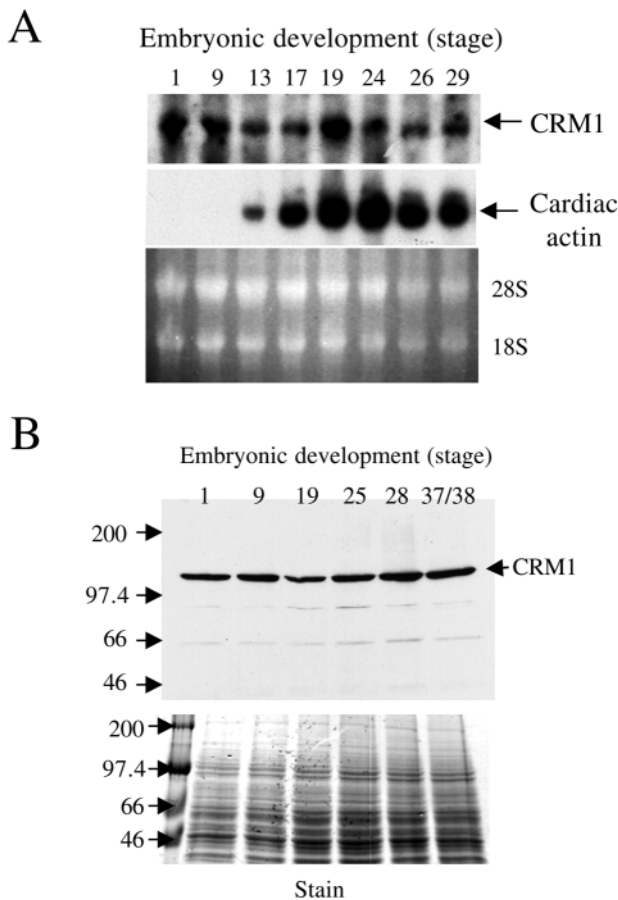 A
Embryonic development (stage)
1 9 13 17 19 24 26 29
CRM1
Cardiac
actin
28S
18S
B
Embryonic development (stage)
1 9 19 25 28 37/38
200
CRM1
97.4
66
46
200
97.4
66
46
Stain